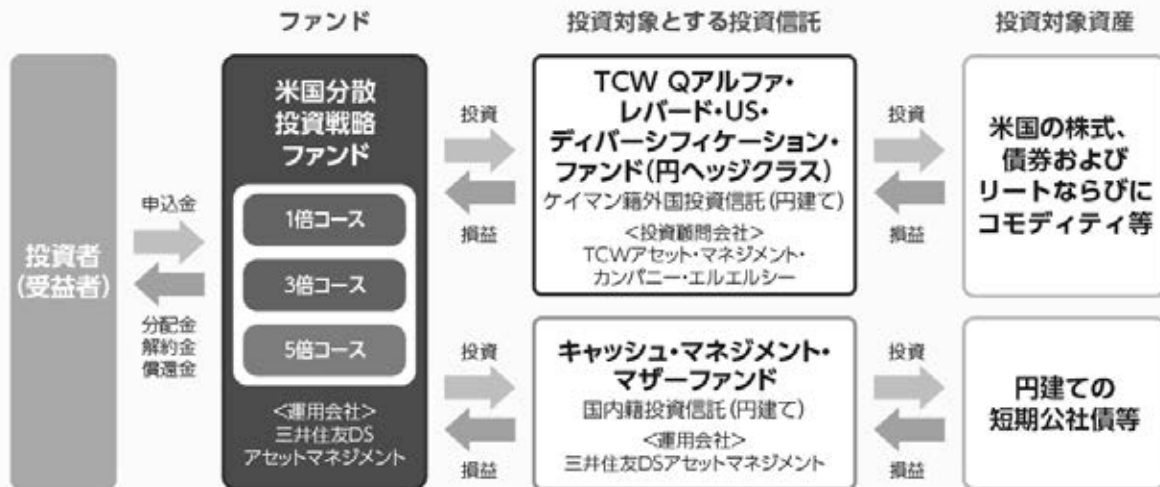 ファンド
投資対象とする投資信託
投資対象資産
投資者
(受益者)
申込金
分配金
解約金
償還金
米国分散
投資戦略
ファンド
1倍コース
3倍コース
5倍コース
<運用会社>
三井住友DS
アセットマネジメント
投資
損益
TCW Qアルファ・
レバード・US・
ディバーシフィケーション・
ファンド(円ヘッジクラス)
ケイマン籍外国投資信託(円建て)
<投資顧問会社>
TCWアセット・マネジメント・
カンパニー・エルエルシー
投資
損益
米国の株式、
債券および
リートならびに
コモディティ等
投資
損益
キャッシュ・マネジメント・
マザーファンド
国内籍投資信託(円建て)
<運用会社>
三井住友DSアセットマネジメント
投資
損益
円建ての
短期公社債等